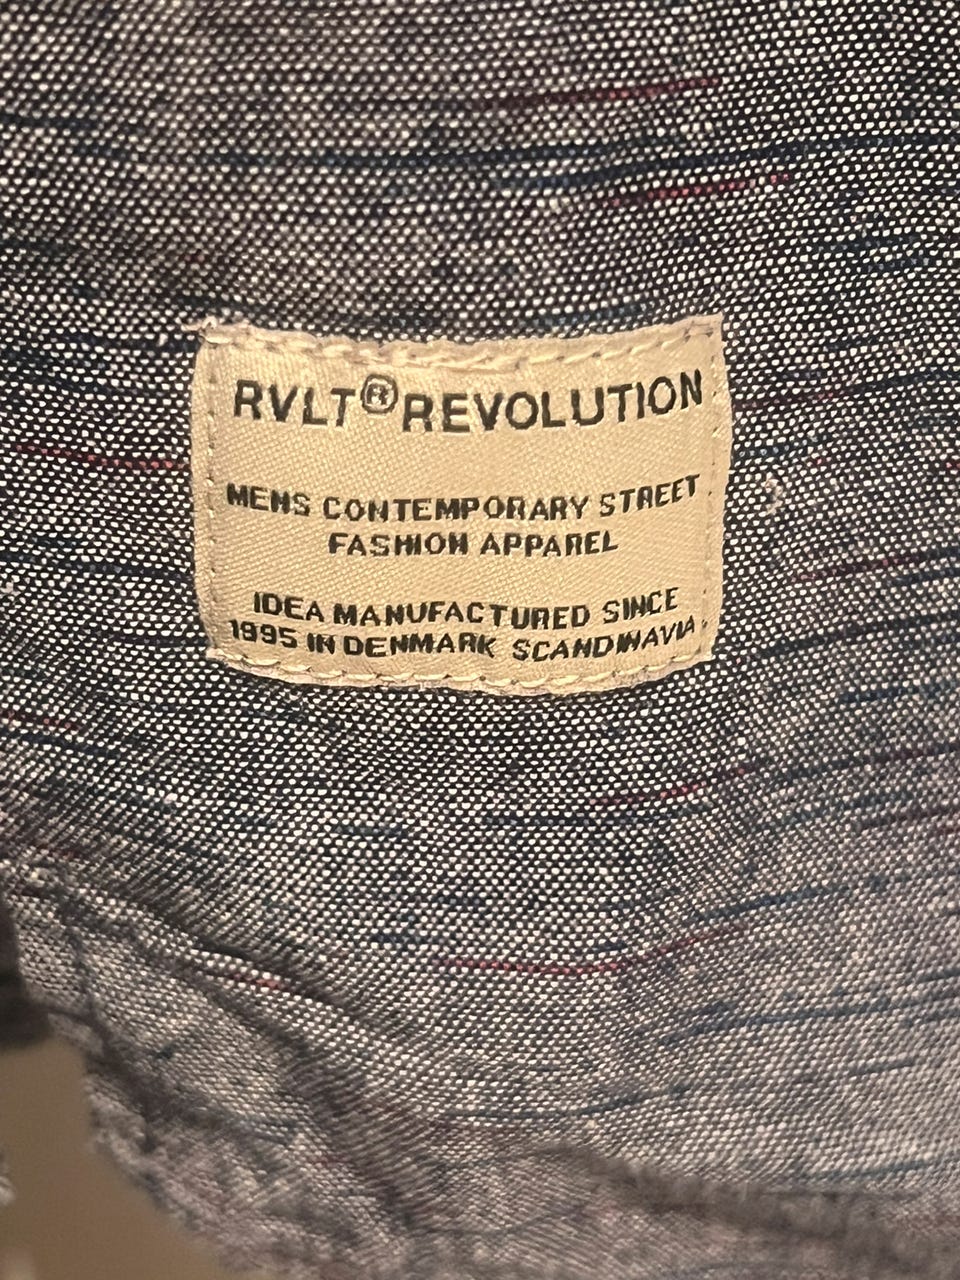 RVLT® REVOLUTION
MENS CONTEMPORARY STREET
FASHION APPAREL
IDEA MANUFACTURED SINCE
1995 IN DENMARK SCANDINAVIA.